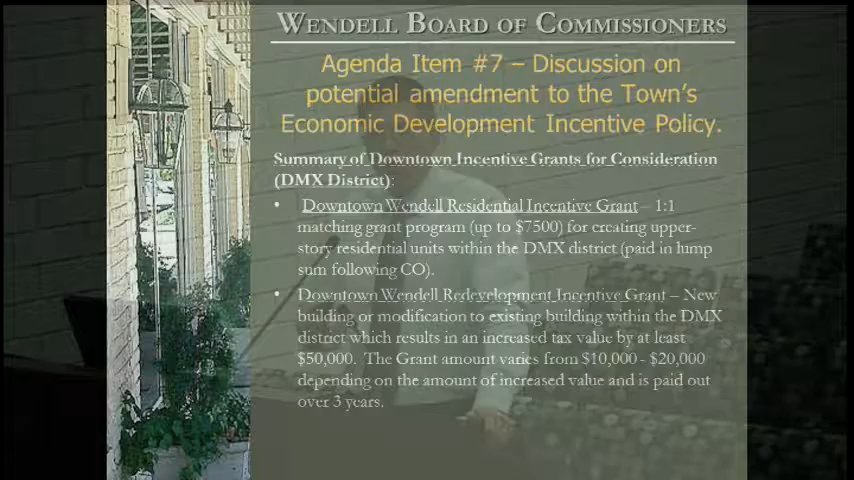 WENDELL BOARD OF COMMISSIONERS
Agenda Item #7 – Discussion on
potential amendment to the Town's
Economic Development Incentive Policy.
Summary of Downtown Incentive Grants for Consideration
(DMX District):
• Downtown Wendell Residential Incentive Grant – 1:1
matching grant program (up to $7500) for creating upper-
story residential units within the DMX district (paid in lump
sum following CO).
• Downtown Wendell Redevelopment Incentive Grant – New
building or modification to existing building within the DMX
district which results in an increased tax value by at least
$50,000.  The Grant amount varies from $10,000 - $20,000
depending on the amount of increased value and is paid out
over 3 years.